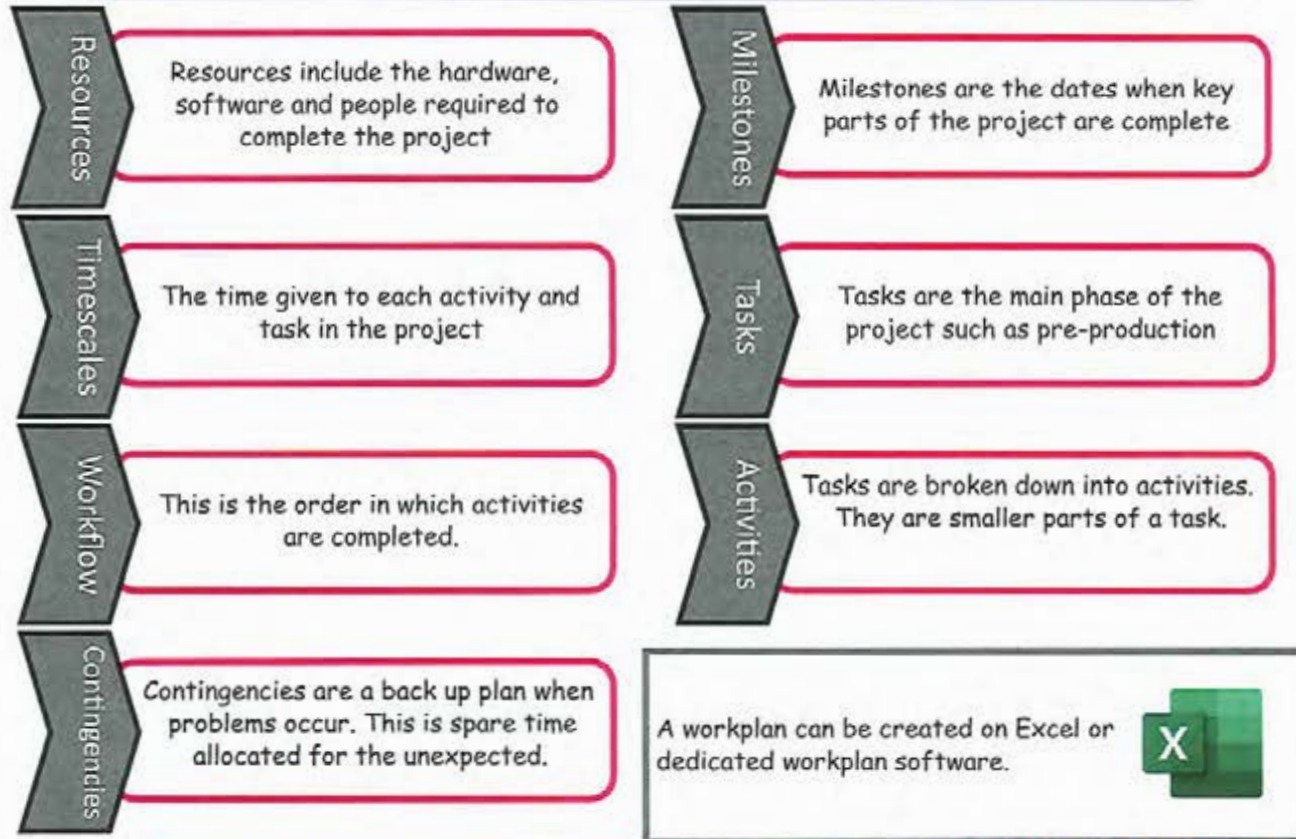 Resources
Resources include the hardware,
software and people required to
complete the project
Timescales
The time given to each activity and
task in the project
Workflow
This is the order in which activities
are completed.
Contingencies
Contingencies are a back up plan when
problems occur. This is spare time
allocated for the unexpected.
Milestones
Milestones are the dates when key
parts of the project are complete
Tasks
Tasks are the main phase of the
project such as pre-production
Activities
Tasks are broken down into activities.
They are smaller parts of a task.
A workplan can be created on Excel or
dedicated workplan software.
X